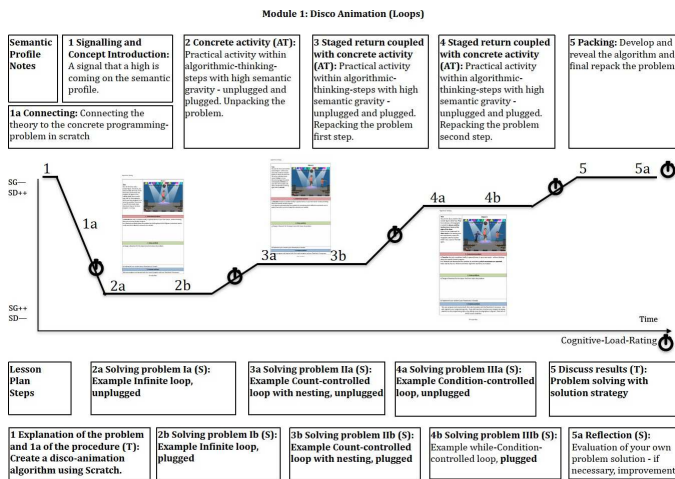 Module 1: Disco Animation (Loops)
Semantic
Profile
Notes
1 Signalling and
Concept Introduction:
A signal that a high is
coming on the semantic
profile.
1a Connecting: Connecting the
theory to the concrete programming-
problem in scratch
2 Concrete activity (AT):
Practical activity within
algorithmic-thinking-
steps with high semantic
gravity - unplugged and
plugged. Unpacking the
problem.
3 Staged return coupled
with concrete activity
(AT): Practical activity
within algorithmic-
thinking-steps with high
semantic gravity -
unplugged and plugged.
Repacking the problem
first step.
4 Staged return coupled
with concrete activity
(AT): Practical activity
within algorithmic-
thinking-steps with high
semantic gravity -
unplugged and plugged.
Repacking the problem
second step.
5 Packing: Develop and
reveal the algorithm and
final repack the problem
SG—
SD++
1
1a
2a
2b
3a
3b
4a
4b
5
5a
SG++
SD—
Time
Cognitive-Load-Rating
Lesson
Plan
Steps
2a Solving problem Ia (S):
Example Infinite loop,
unplugged
3a Solving problem IIa (S):
Example Count-controlled
loop with nesting, unplugged
4a Solving problem IIIa (S):
Example Condition-controlled
loop, unplugged
5 Discuss results (T):
Problem solving with
solution strategy
1 Explanation of the problem
and 1a of the procedure (T):
Create a disco-animation
algorithm using Scratch.
2b Solving problem Ib (S):
Example Infinite loop,
plugged
3b Solving problem IIb (S):
Example Count-controlled
loop with nesting, plugged
4b Solving problem IIIb (S):
Example while-Condition-
controlled loop, plugged
5a Reflection (S):
Evaluation of your own
problem solution - if
necessary, improvement